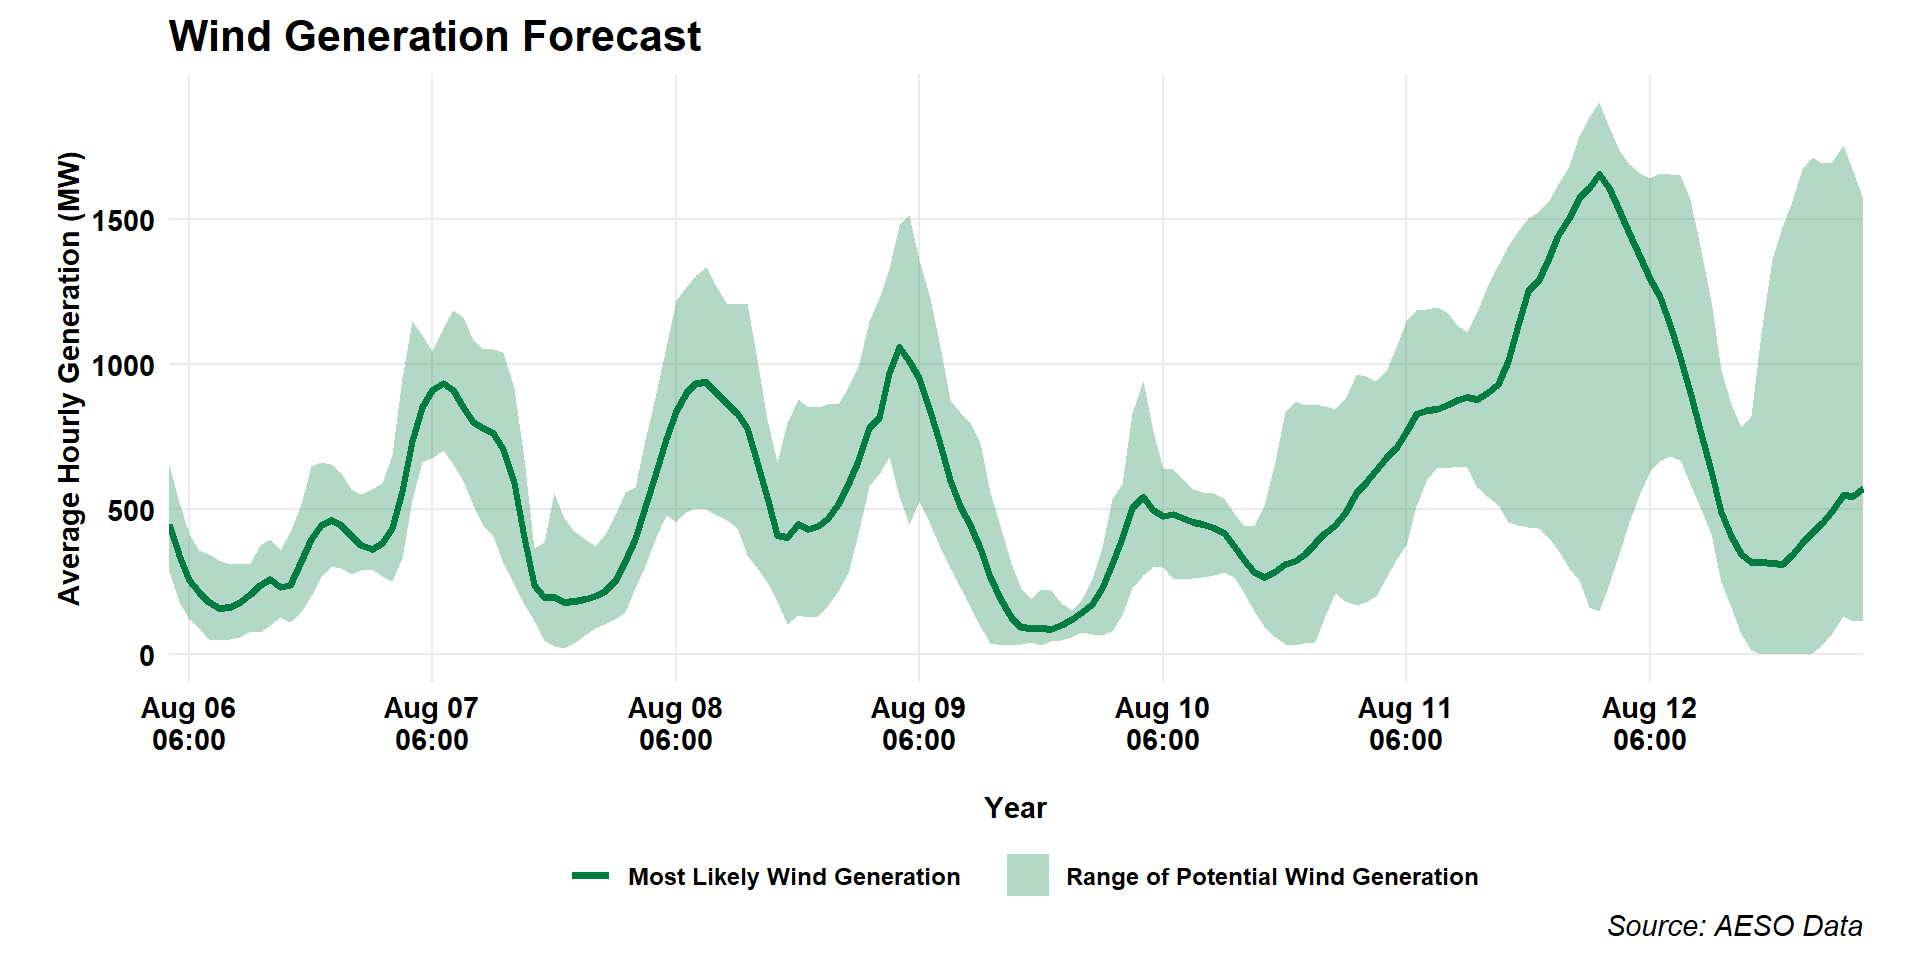 Wind Generation Forecast
Average Hourly Generation (MW)
1500
1000
500
0
Aug 06 Aug 07 Aug 08 Aug 09 Aug 10 Aug 11 Aug 12
06:00 06:00 06:00 06:00 06:00 06:00 06:00
Year
Most Likely Wind Generation Range of Potential Wind Generation
Source: AESO Data